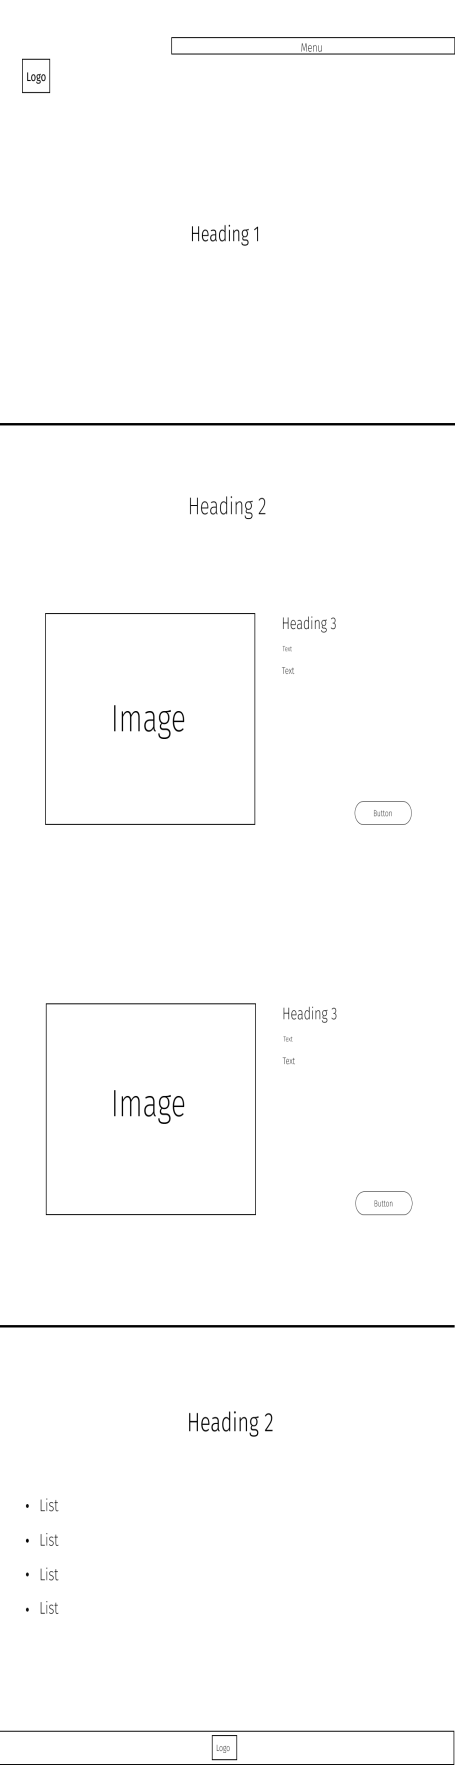 Menu
Logo
Heading 1
Heading 2
Image
Heading 3
Text
Text
Button
Image
Heading 3
Text
Text
Button
Heading 2
• List
• List
• List
• List
Logo